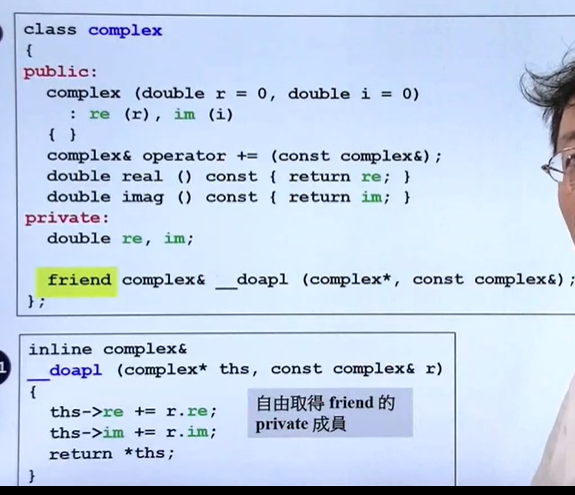 class complex
{
public:
complex (double r = 0, double i = 0)
: re (r), im (i)
{ }
complex& operator += (const complex&);
double real () const { return re; }
double imag () const { return im; }
private:
double re, im;
friend complex& __doapl (complex*, const complex&);
};
1
inline complex&
__doapl (complex* ths, const complex& r)
{
ths->re += r.re;
ths->im += r.im;
return *ths;
}
自由取得 friend 的
private 成員